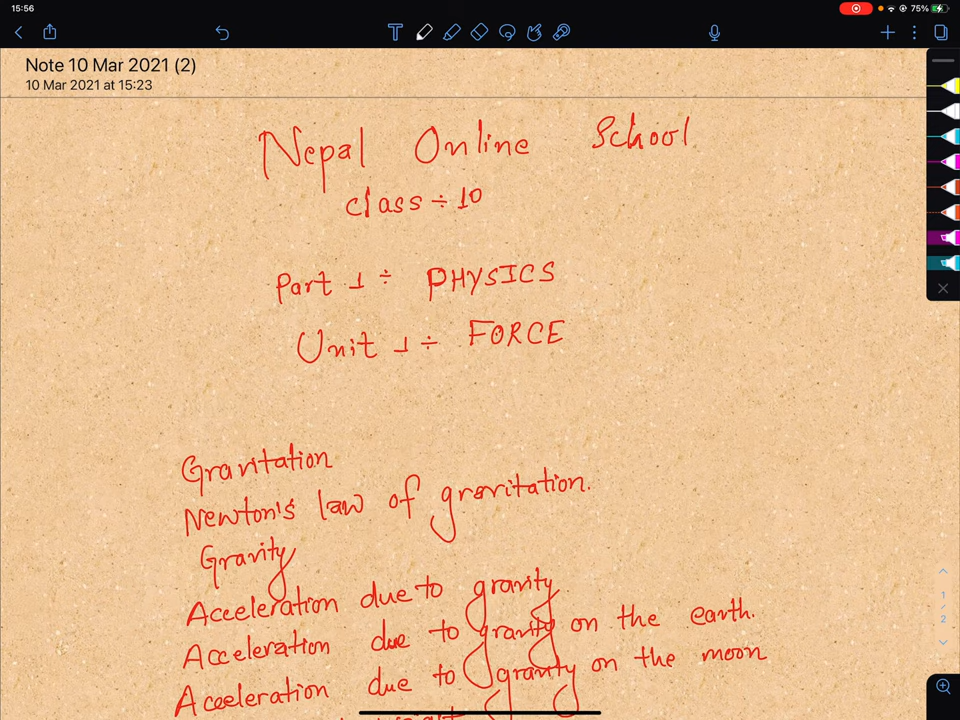 15:56
75%
Note 10 Mar 2021 (2)
10 Mar 2021 at 15:23
Nepal Online School
class ÷ 10
Part 1 ÷ PHYSICS
Unit 1 ÷ FORCE
Gravitation
Newton's law of gravitation.
Gravity
Acceleration due to gravity
Acceleration due to gravity on the earth.
Acceleration due to gravity on the moon
1
/
2